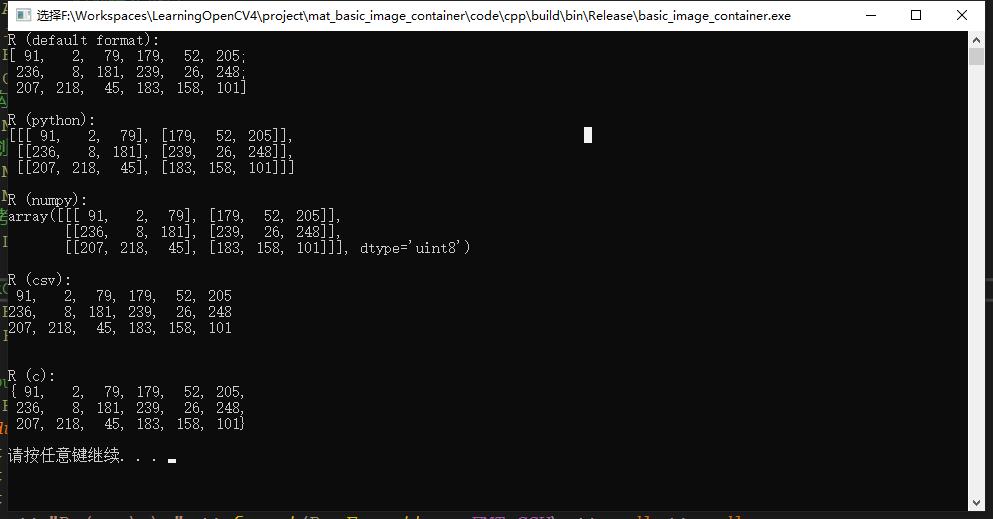 选择F:\Workspaces\LearningOpenCV4\project\mat_basic_image_container\code\cpp\build\bin\Release\basic_image_container.exe
R (default format):
[ 91,   2,  79, 179,  52, 205;
 236,   8, 181, 239,  26, 248;
 207, 218,  45, 183, 158, 101]
R (python):
[[[ 91,   2,  79], [179,  52, 205]],
 [[236,   8, 181], [239,  26, 248]],
 [[207, 218,  45], [183, 158, 101]]]
R (numpy):
array([[[ 91,   2,  79], [179,  52, 205]],
       [[236,   8, 181], [239,  26, 248]],
       [[207, 218,  45], [183, 158, 101]]], dtype='uint8')
R (csv):
 91,   2,  79, 179,  52, 205
236,   8, 181, 239,  26, 248
207, 218,  45, 183, 158, 101
R (c):
{ 91,   2,  79, 179,  52, 205,
 236,   8, 181, 239,  26, 248,
 207, 218,  45, 183, 158, 101}
请按任意键继续. . .